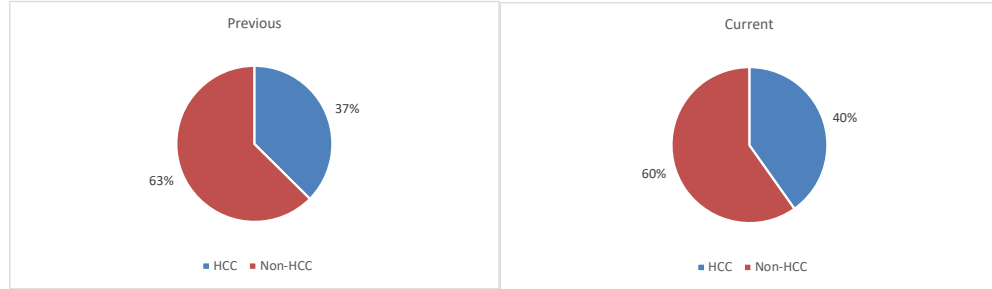 Previous
37%
63%
HCC Non-HCC
Current
40%
60%
HCC Non-HCC